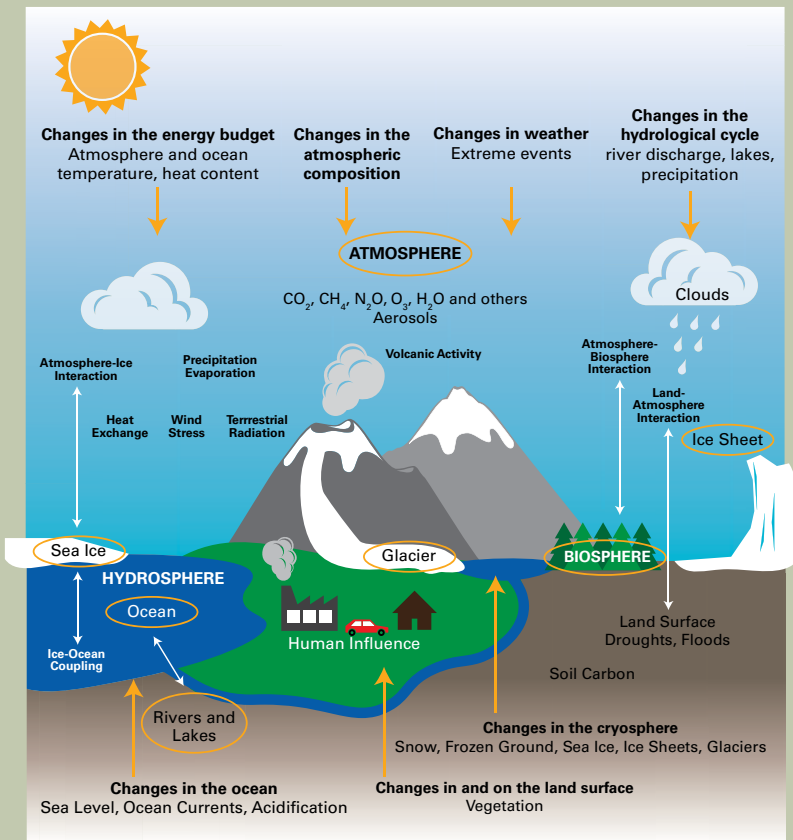 Changes in the energy budget
Atmosphere and ocean
temperature, heat content
Changes in the
atmospheric
composition
Changes in weather
Extreme events
Changes in the
hydrological cycle
river discharge, lakes,
precipitation
ATMOSPHERE
CO₂, CH₄, N₂O, O₃, H₂O and others
Aerosols
Clouds
Atmosphere-Ice
Interaction
Precipitation
Evaporation
Volcanic Activity
Atmosphere-
Biosphere
Interaction
Land-
Atmosphere
Interaction
Heat
Exchange
Wind
Stress
Terrrestrial
Radiation
Ice Sheet
Sea Ice
Glacier
BIOSPHERE
HYDROSPHERE
Ocean
Human Influence
Land Surface
Droughts, Floods
Ice-Ocean
Coupling
Soil Carbon
Rivers and
Lakes
Changes in the cryosphere
Snow, Frozen Ground, Sea Ice, Ice Sheets, Glaciers
Changes in the ocean
Sea Level, Ocean Currents, Acidification
Changes in and on the land surface
Vegetation